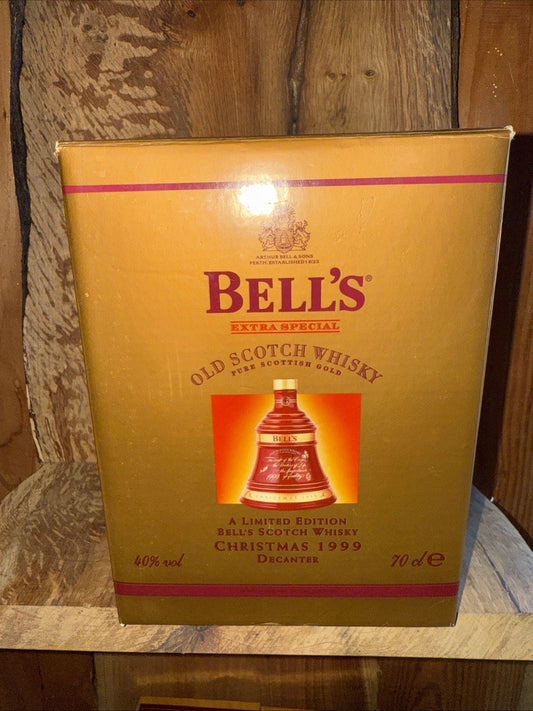 ARTHUR BELL & SONS
PERTH, ESTABLISHED 1825
BELL'S®
EXTRA SPECIAL
OLD SCOTCH WHISKY
PURE SCOTTISH GOLD
BELL'S
A LIMITED EDITION
BELL'S SCOTCH WHISKY
CHRISTMAS 1999
DECANTER
40% vol
70 cl e